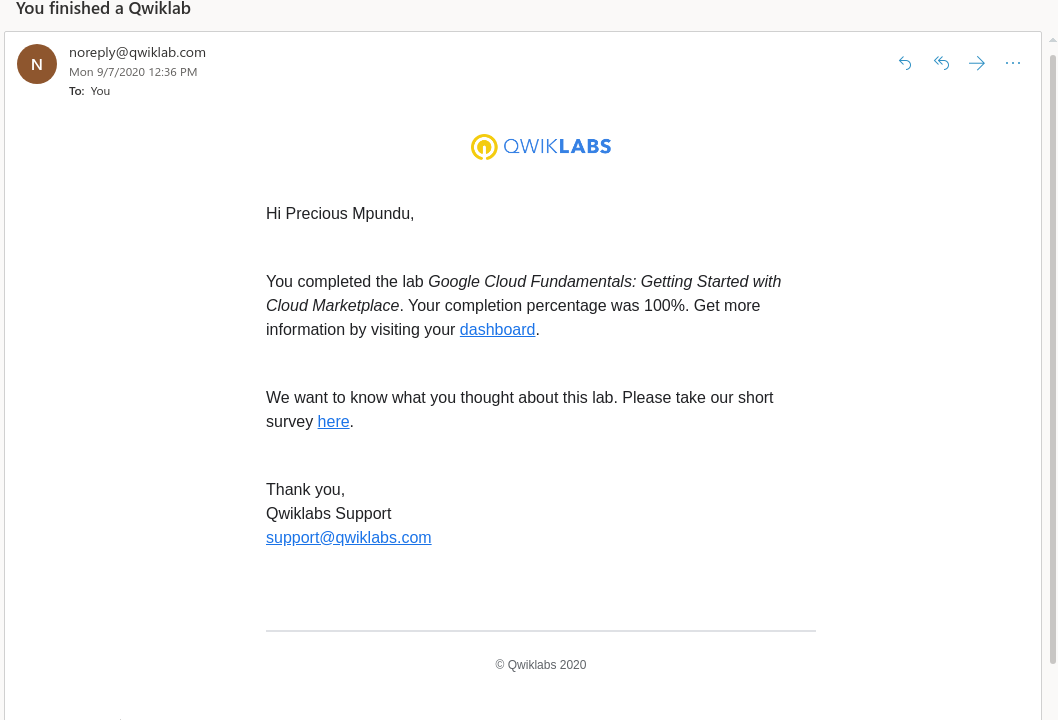 You finished a Qwiklab
N
noreply@qwiklab.com
Mon 9/7/2020 12:36 PM
To: You
QWIKLABS
Hi Precious Mpundu,
You completed the lab Google Cloud Fundamentals: Getting Started with
Cloud Marketplace. Your completion percentage was 100%. Get more
information by visiting your dashboard.
We want to know what you thought about this lab. Please take our short
survey here.
Thank you,
Qwiklabs Support
support@qwiklabs.com
© Qwiklabs 2020